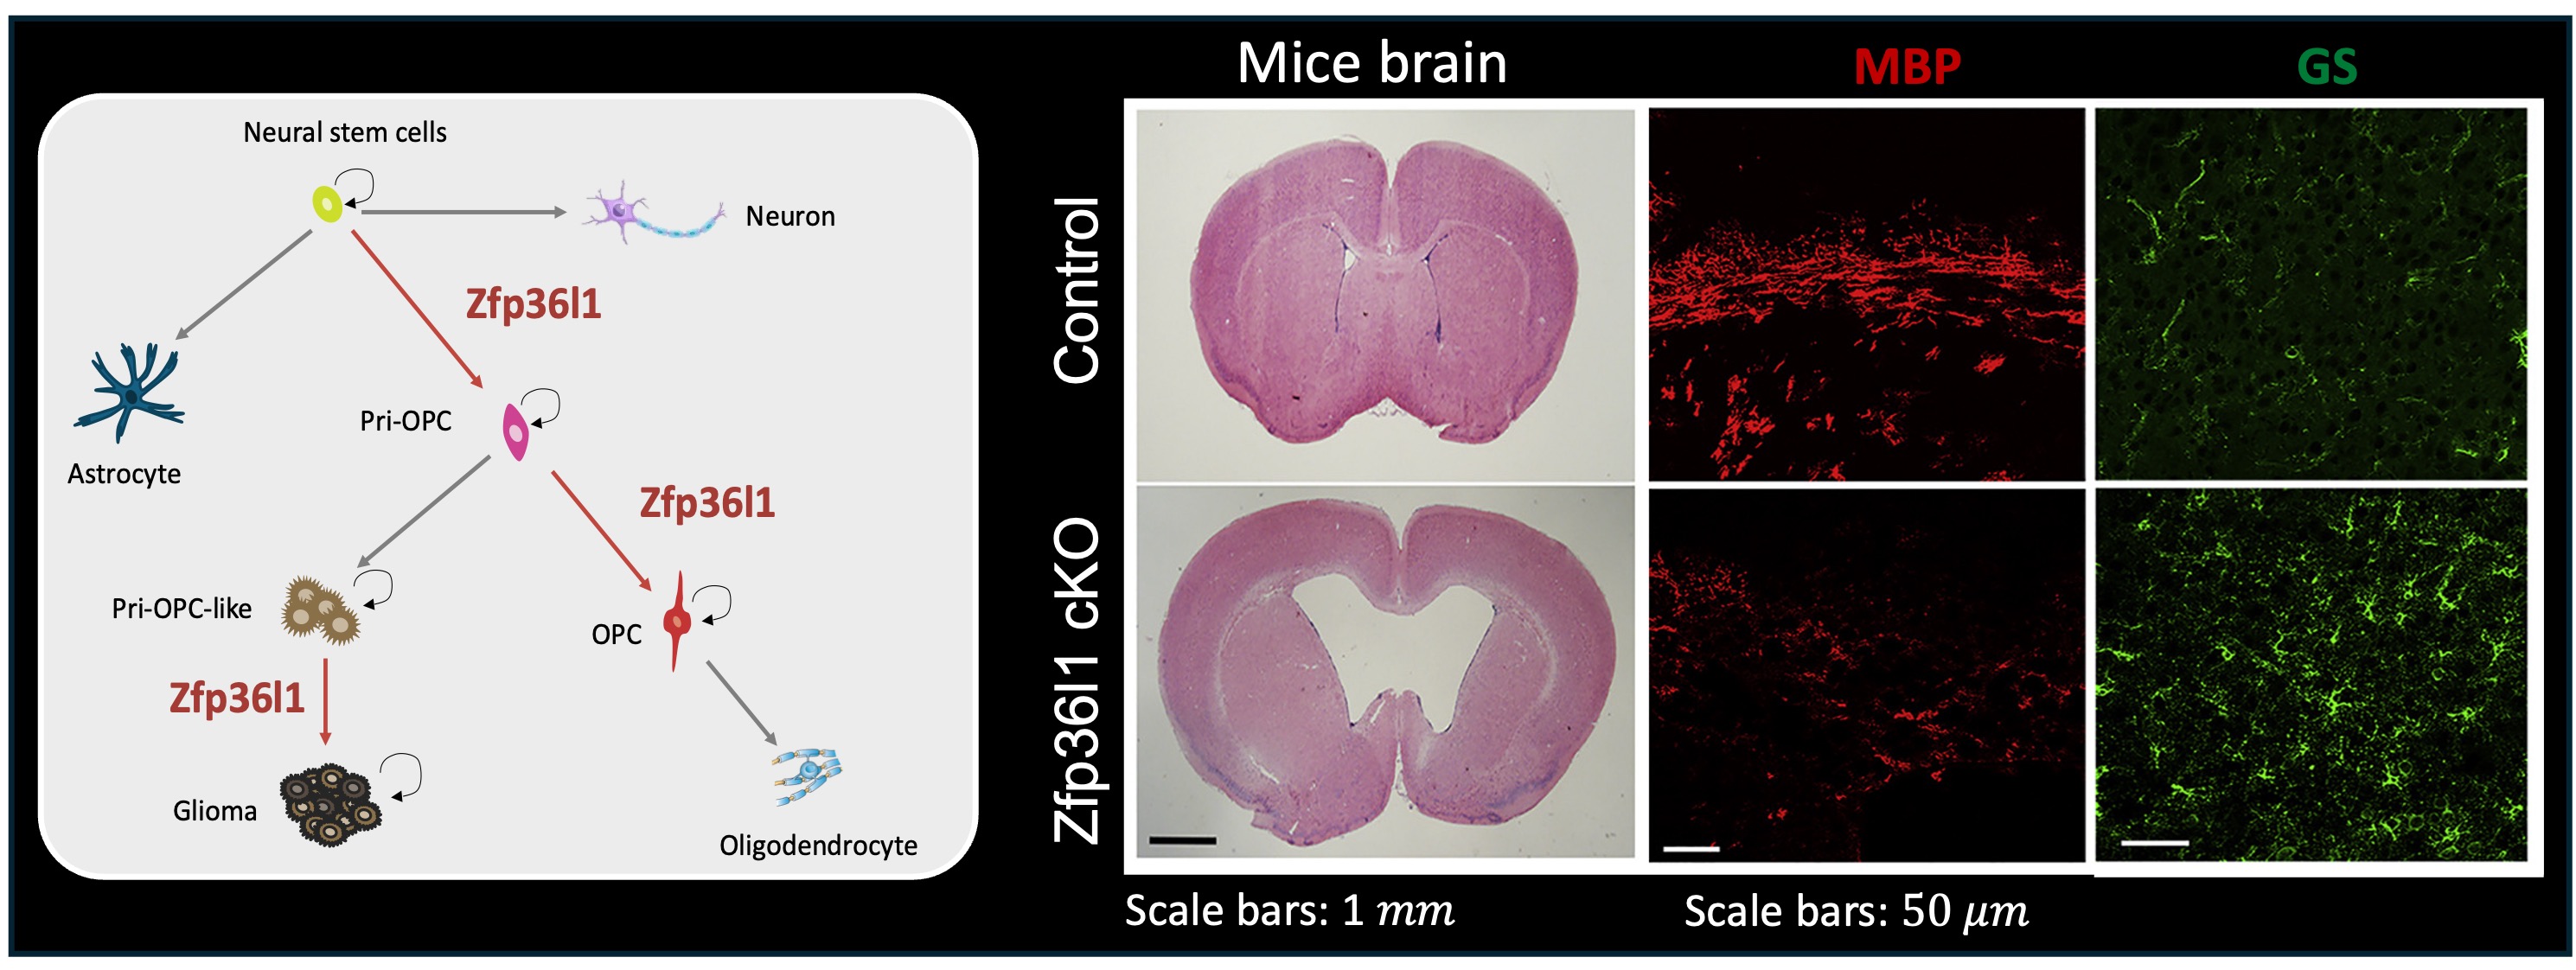 Mice brain
MBP
GS
Neural stem cells
Neuron
Zfp36l1
Astrocyte
Pri-OPC
Zfp36l1
Pri-OPC-like
OPC
Zfp36l1
Glioma
Oligodendrocyte
Control
Zfp36l1 cKO
Scale bars: 1 mm
Scale bars: 50 μm